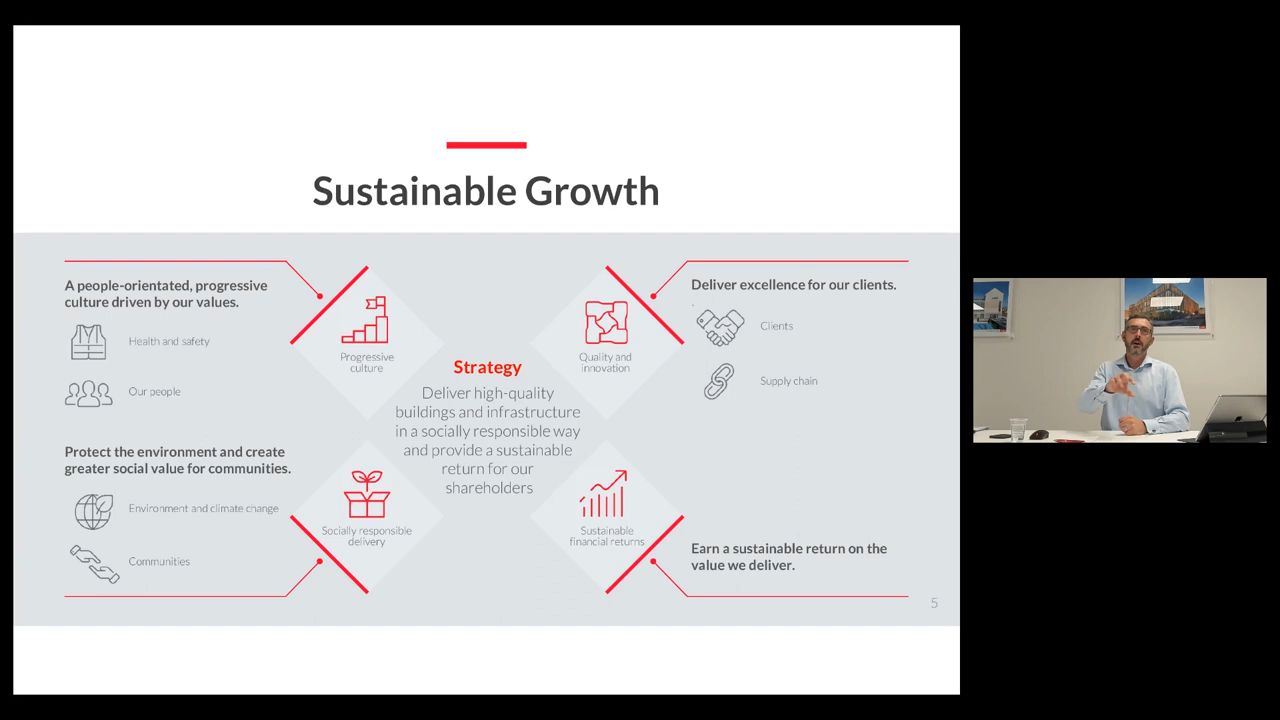 Sustainable Growth
A people-orientated, progressive
culture driven by our values.
Health and safety
Our people
Progressive
culture
Deliver excellence for our clients.
Clients
Supply chain
Quality and
innovation
Strategy
Deliver high-quality
buildings and infrastructure
in a socially responsible way
and provide a sustainable
return for our
shareholders
Protect the environment and create
greater social value for communities.
Environment and climate change
Communities
Socially responsible
delivery
Sustainable
financial returns
Earn a sustainable return on the
value we deliver.
5